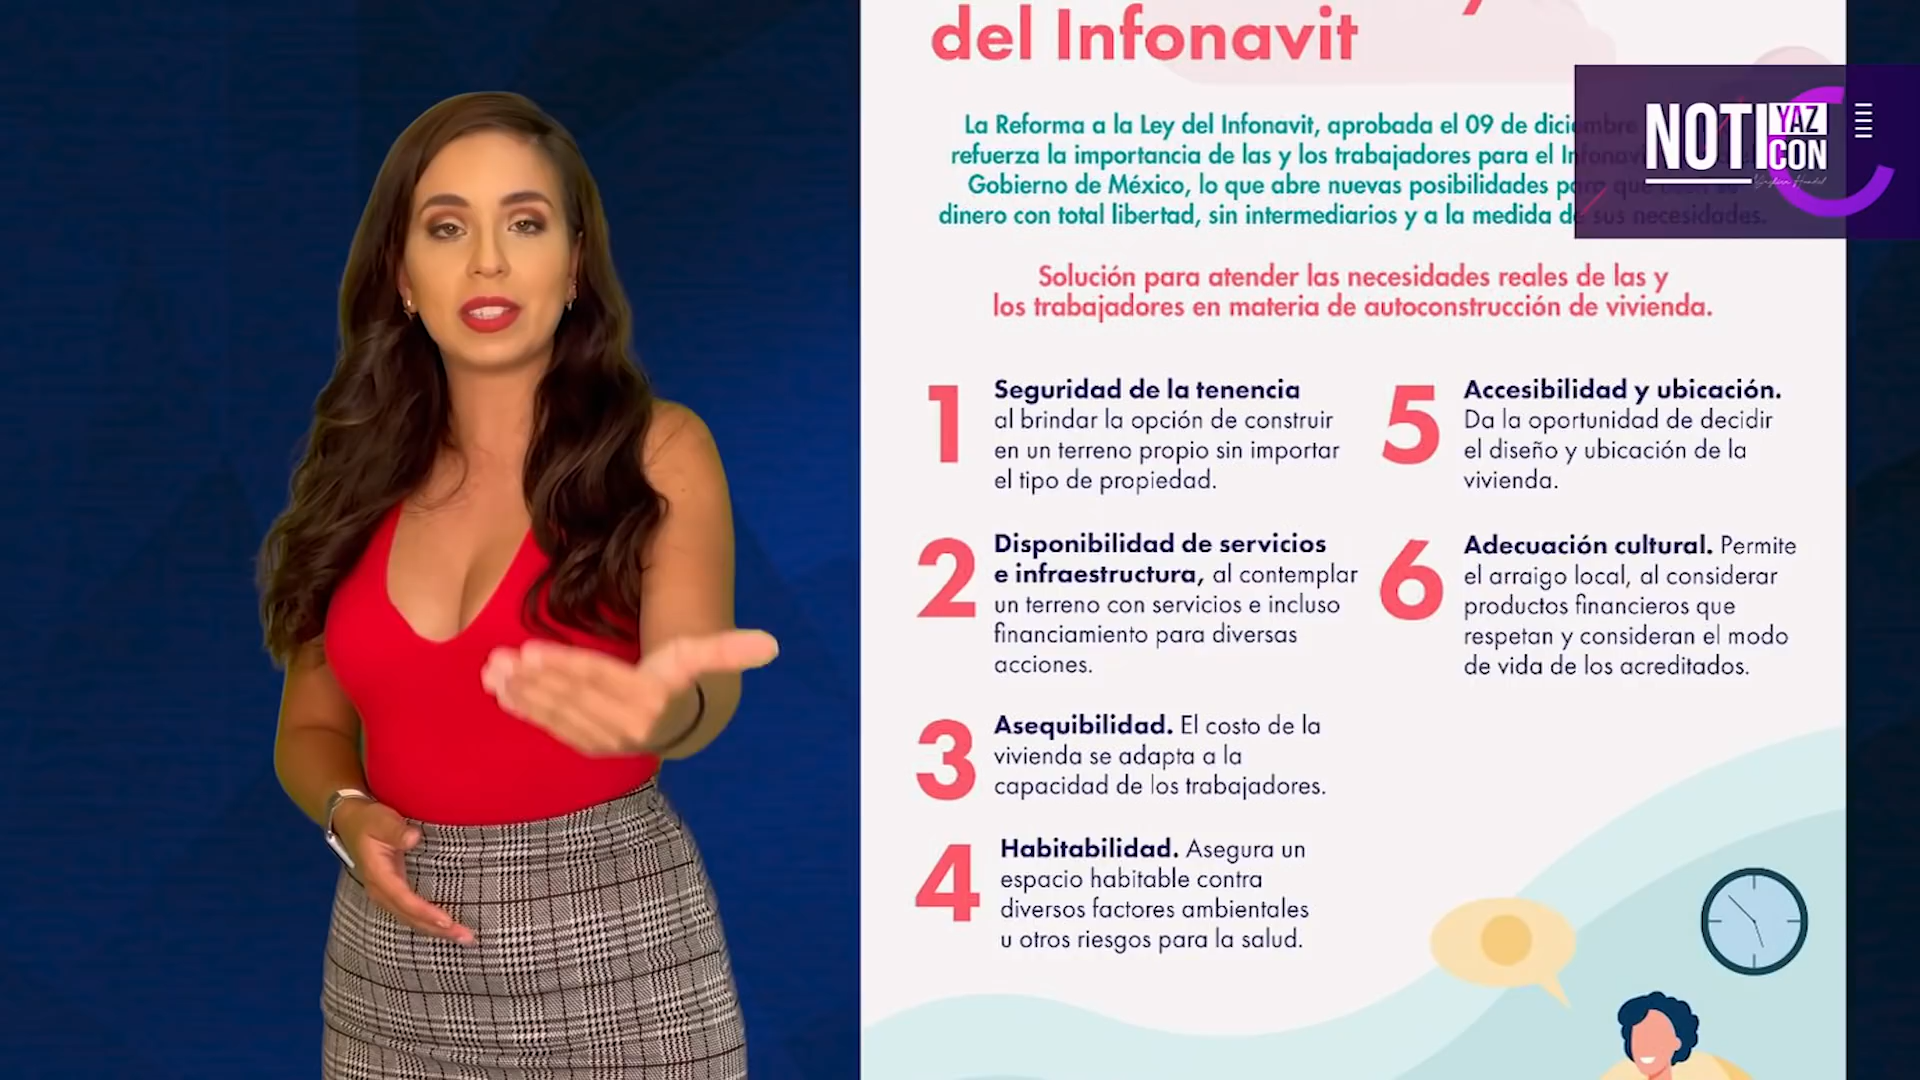 del Infonavit
La Reforma a la Ley del Infonavit, aprobada el 09 de diciembre
refuerza la importancia de las y los trabajadores para el Infonavit
Gobierno de México, lo que abre nuevas posibilidades para que
dinero con total libertad, sin intermediarios y a la medida de sus necesidades.
NOTI YAZ
CON
Solución para atender las necesidades reales de las y
los trabajadores en materia de autoconstrucción de vivienda.
1 Seguridad de la tenencia
al brindar la opción de construir
en un terreno propio sin importar
el tipo de propiedad.
2 Disponibilidad de servicios
e infraestructura, al contemplar
un terreno con servicios e incluso
financiamiento para diversas
acciones.
3 Asequibilidad. El costo de la
vivienda se adapta a la
capacidad de los trabajadores.
4 Habitabilidad. Asegura un
espacio habitable contra
diversos factores ambientales
u otros riesgos para la salud.
5 Accesibilidad y ubicación.
Da la oportunidad de decidir
el diseño y ubicación de la
vivienda.
6 Adecuación cultural. Permite
el arraigo local, al considerar
productos financieros que
respetan y consideran el modo
de vida de los acreditados.